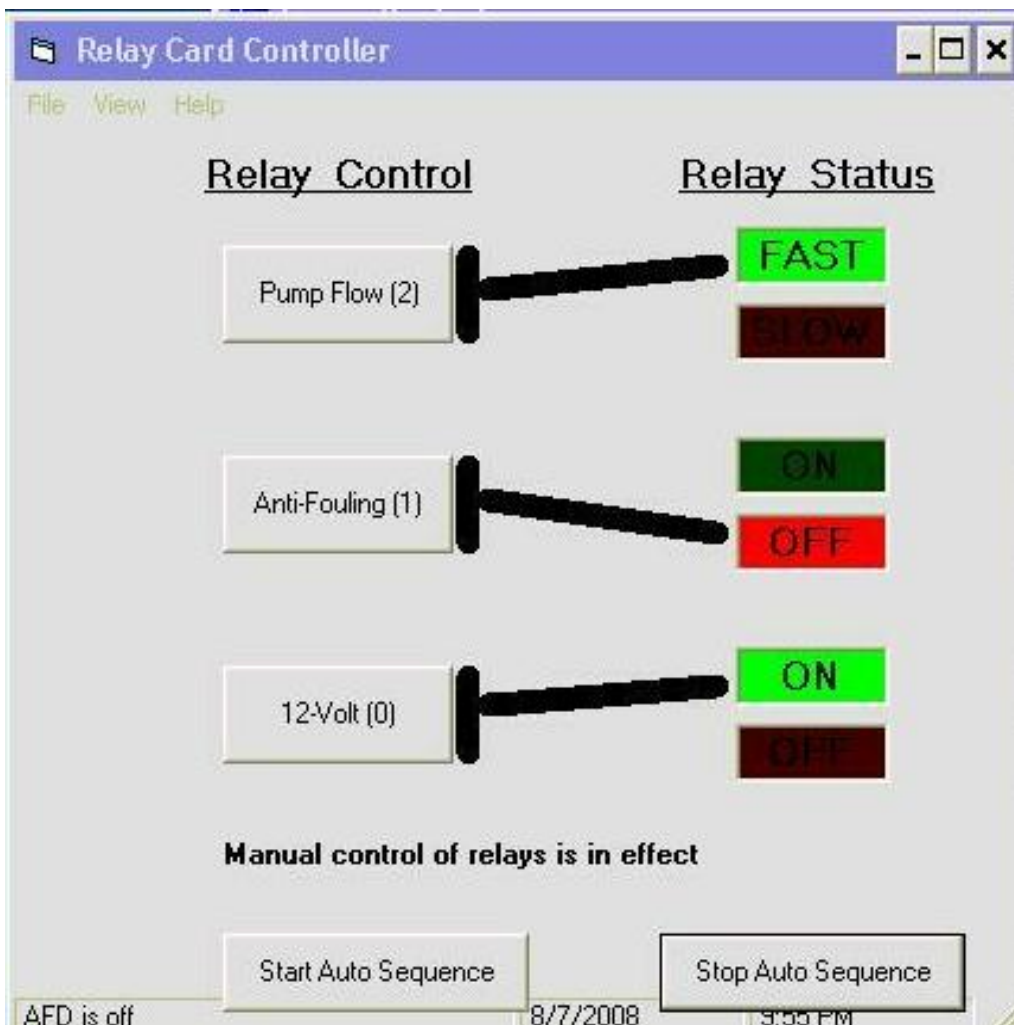 Relay Card Controller
File View Help
Relay Control Relay Status
FAST
Pump Flow (2)
SLOW
ON
Anti-Fouling (1)
OFF
ON
12-Volt (0)
OFF
Manual control of relays is in effect
Start Auto Sequence Stop Auto Sequence
AFD is off 8/7/2008 9:55 PM